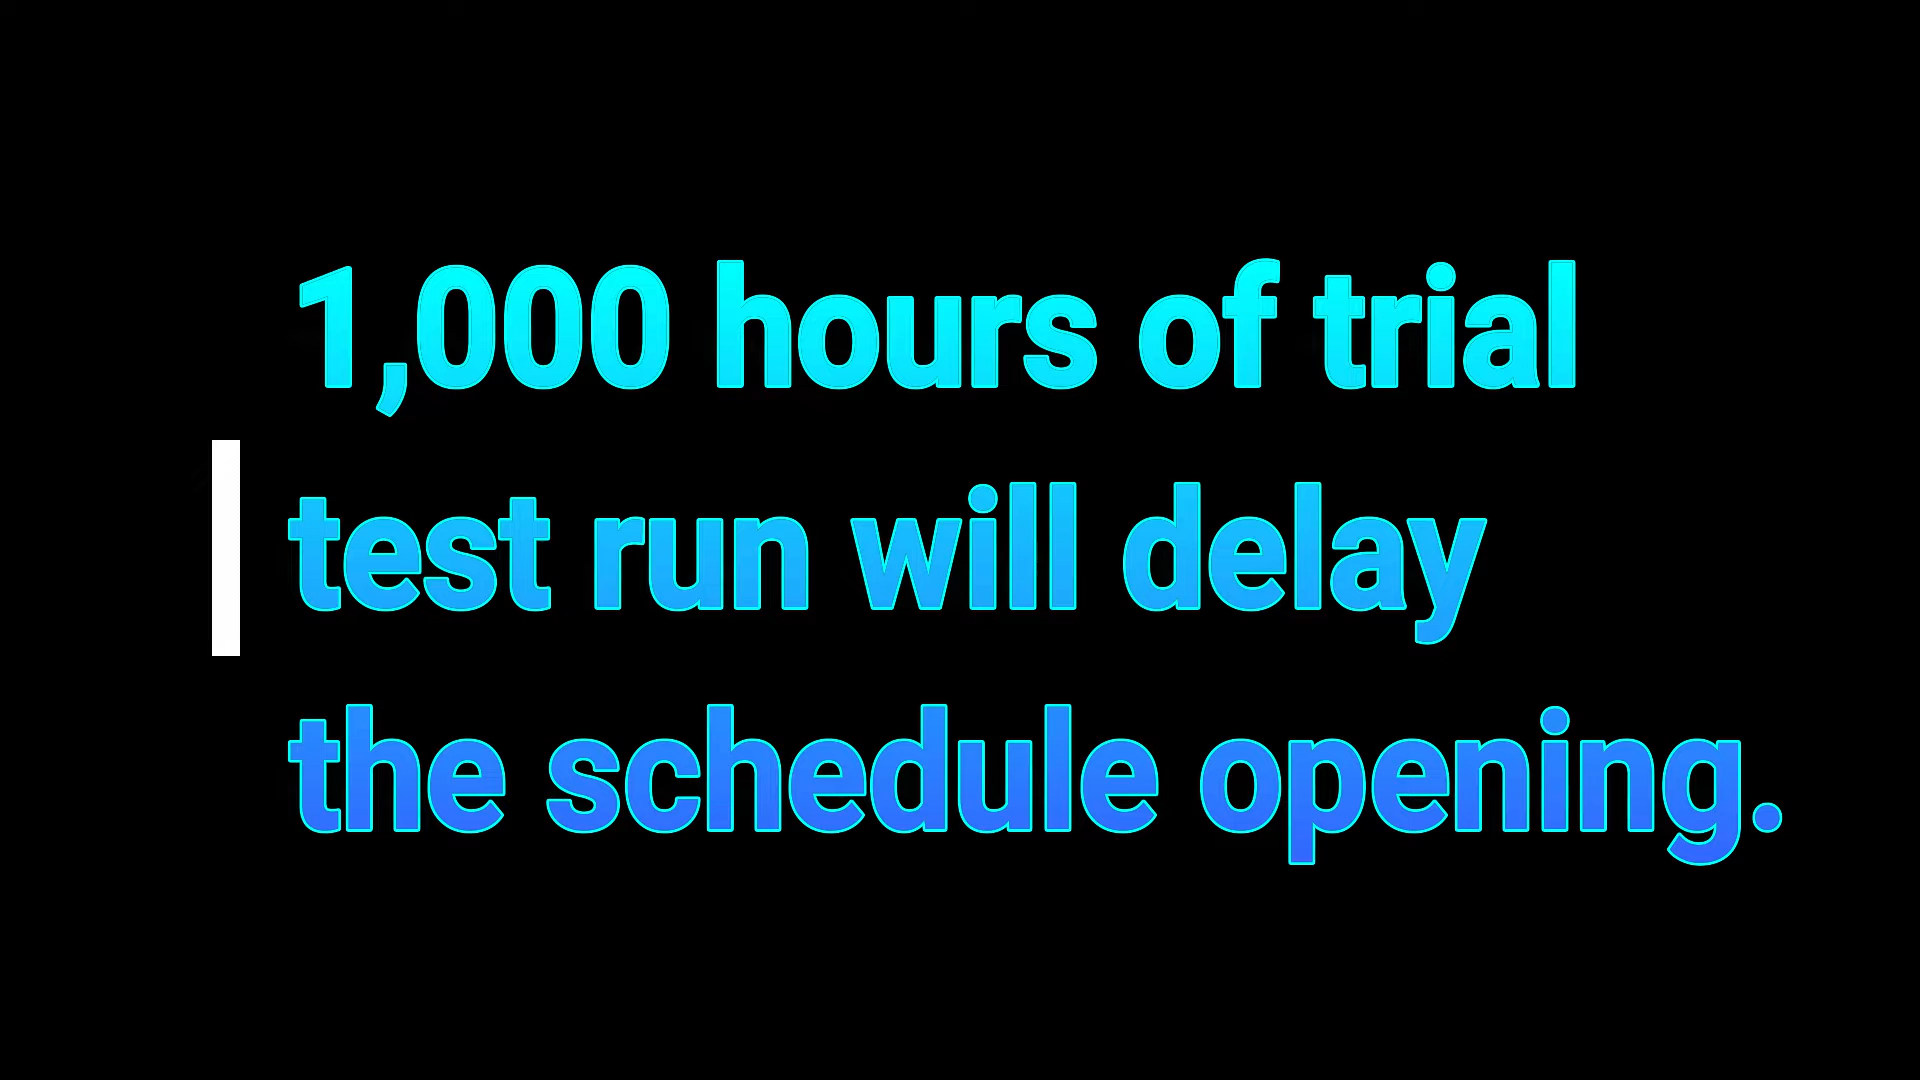 1,000 hours of trial
test run will delay
the schedule opening.